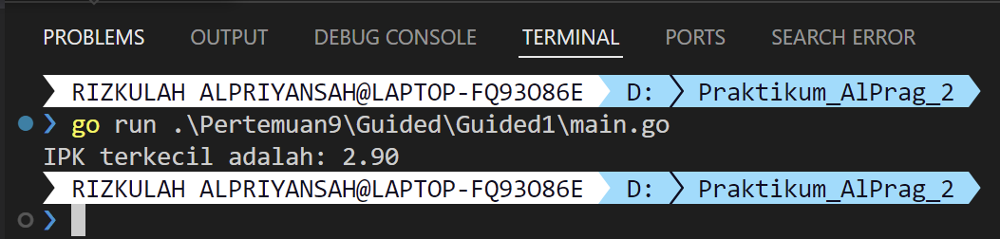 PROBLEMS OUTPUT DEBUG CONSOLE TERMINAL PORTS SEARCH ERROR
RIZKULAH ALPRIYANSAH@LAPTOP-FQ93O86E D: Praktikum_AlPrag_2
❯ go run .\Pertemuan9\Guided\Guided1\main.go
IPK terkecil adalah: 2.90
RIZKULAH ALPRIYANSAH@LAPTOP-FQ93O86E D: Praktikum_AlPrag_2
❯